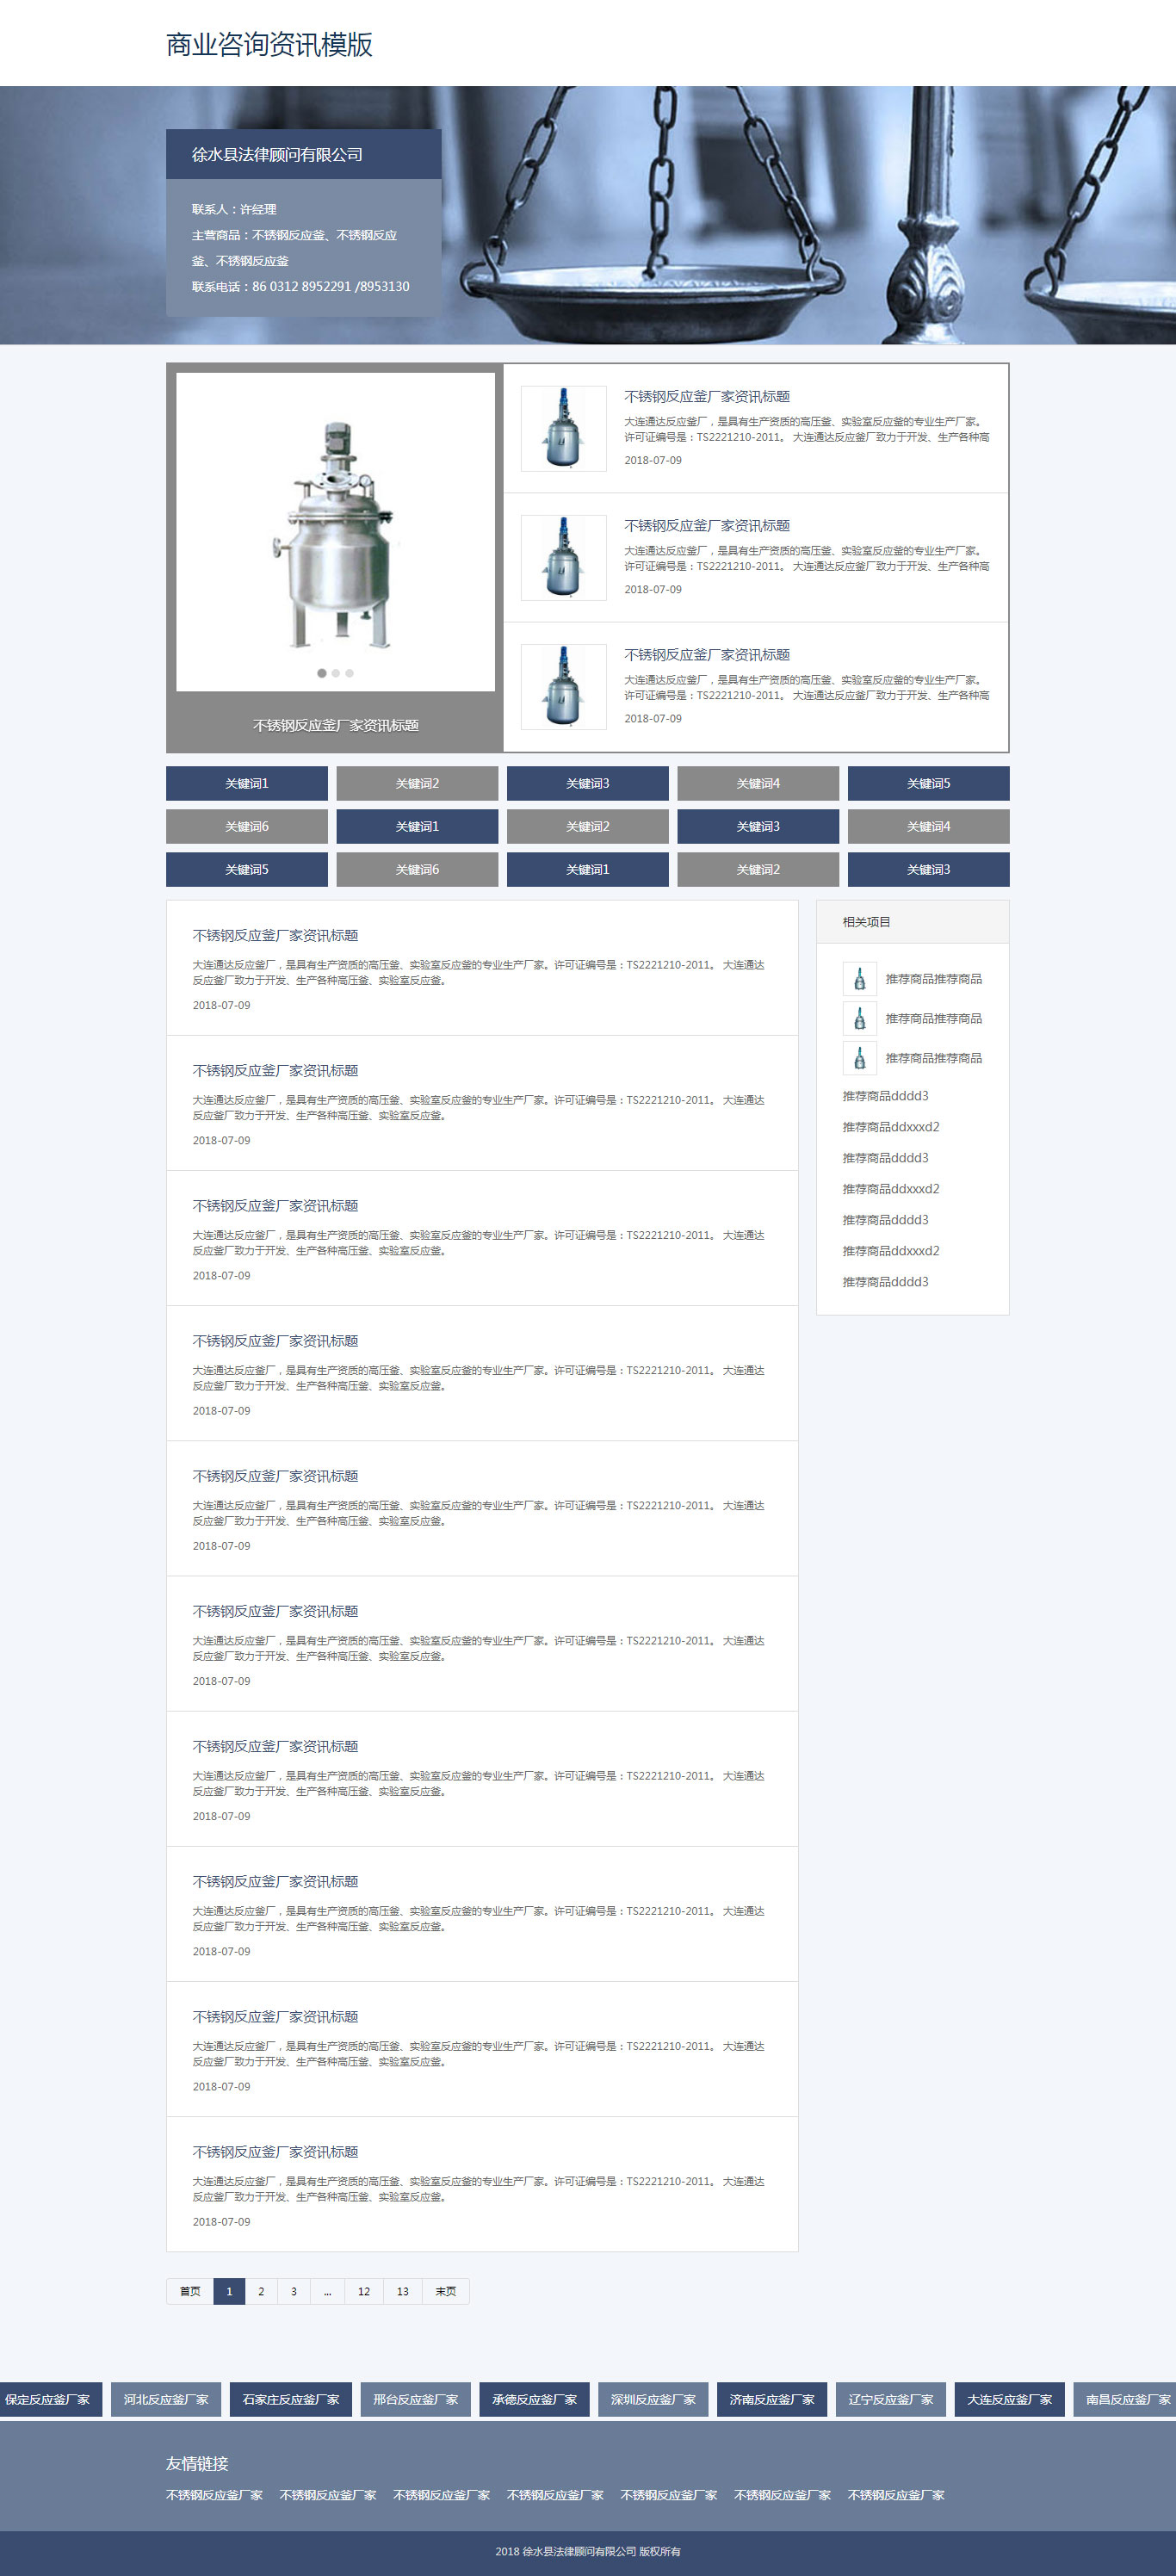 商业咨询资讯模版
徐水县法律顾问有限公司
联系人：许经理
主营商品：不锈钢反应釜、不锈钢反应
釜、不锈钢反应釜
联系电话：86 0312 8952291 /8953130
不锈钢反应釜厂家资讯标题
不锈钢反应釜厂家资讯标题
大连通达反应釜厂，是具有生产资质的高压釜、实验室反应釜的专业生产厂家。
许可证编号是：TS2221210-2011。 大连通达反应釜厂致力于开发、生产各种高
2018-07-09
不锈钢反应釜厂家资讯标题
大连通达反应釜厂，是具有生产资质的高压釜、实验室反应釜的专业生产厂家。
许可证编号是：TS2221210-2011。 大连通达反应釜厂致力于开发、生产各种高
2018-07-09
不锈钢反应釜厂家资讯标题
大连通达反应釜厂，是具有生产资质的高压釜、实验室反应釜的专业生产厂家。
许可证编号是：TS2221210-2011。 大连通达反应釜厂致力于开发、生产各种高
2018-07-09
关键词1 关键词2 关键词3 关键词4 关键词5
关键词6 关键词1 关键词2 关键词3 关键词4
关键词5 关键词6 关键词1 关键词2 关键词3
不锈钢反应釜厂家资讯标题
大连通达反应釜厂，是具有生产资质的高压釜、实验室反应釜的专业生产厂家。许可证编号是：TS2221210-2011。 大连通达
反应釜厂致力于开发、生产各种高压釜、实验室反应釜。
2018-07-09
不锈钢反应釜厂家资讯标题
大连通达反应釜厂，是具有生产资质的高压釜、实验室反应釜的专业生产厂家。许可证编号是：TS2221210-2011。 大连通达
反应釜厂致力于开发、生产各种高压釜、实验室反应釜。
2018-07-09
不锈钢反应釜厂家资讯标题
大连通达反应釜厂，是具有生产资质的高压釜、实验室反应釜的专业生产厂家。许可证编号是：TS2221210-2011。 大连通达
反应釜厂致力于开发、生产各种高压釜、实验室反应釜。
2018-07-09
不锈钢反应釜厂家资讯标题
大连通达反应釜厂，是具有生产资质的高压釜、实验室反应釜的专业生产厂家。许可证编号是：TS2221210-2011。 大连通达
反应釜厂致力于开发、生产各种高压釜、实验室反应釜。
2018-07-09
不锈钢反应釜厂家资讯标题
大连通达反应釜厂，是具有生产资质的高压釜、实验室反应釜的专业生产厂家。许可证编号是：TS2221210-2011。 大连通达
反应釜厂致力于开发、生产各种高压釜、实验室反应釜。
2018-07-09
不锈钢反应釜厂家资讯标题
大连通达反应釜厂，是具有生产资质的高压釜、实验室反应釜的专业生产厂家。许可证编号是：TS2221210-2011。 大连通达
反应釜厂致力于开发、生产各种高压釜、实验室反应釜。
2018-07-09
不锈钢反应釜厂家资讯标题
大连通达反应釜厂，是具有生产资质的高压釜、实验室反应釜的专业生产厂家。许可证编号是：TS2221210-2011。 大连通达
反应釜厂致力于开发、生产各种高压釜、实验室反应釜。
2018-07-09
不锈钢反应釜厂家资讯标题
大连通达反应釜厂，是具有生产资质的高压釜、实验室反应釜的专业生产厂家。许可证编号是：TS2221210-2011。 大连通达
反应釜厂致力于开发、生产各种高压釜、实验室反应釜。
2018-07-09
不锈钢反应釜厂家资讯标题
大连通达反应釜厂，是具有生产资质的高压釜、实验室反应釜的专业生产厂家。许可证编号是：TS2221210-2011。 大连通达
反应釜厂致力于开发、生产各种高压釜、实验室反应釜。
2018-07-09
不锈钢反应釜厂家资讯标题
大连通达反应釜厂，是具有生产资质的高压釜、实验室反应釜的专业生产厂家。许可证编号是：TS2221210-2011。 大连通达
反应釜厂致力于开发、生产各种高压釜、实验室反应釜。
2018-07-09
相关项目
推荐商品推荐商品
推荐商品推荐商品
推荐商品推荐商品
推荐商品dddd3
推荐商品ddxxxd2
推荐商品dddd3
推荐商品ddxxxd2
推荐商品dddd3
推荐商品ddxxxd2
推荐商品dddd3
首页 1 2 3 ... 12 13 末页
保定反应釜厂家 河北反应釜厂家 石家庄反应釜厂家 邢台反应釜厂家 承德反应釜厂家 深圳反应釜厂家 济南反应釜厂家 辽宁反应釜厂家 大连反应釜厂家 南昌反应釜厂家
友情链接
不锈钢反应釜厂家 不锈钢反应釜厂家 不锈钢反应釜厂家 不锈钢反应釜厂家 不锈钢反应釜厂家 不锈钢反应釜厂家 不锈钢反应釜厂家
2018 徐水县法律顾问有限公司 版权所有